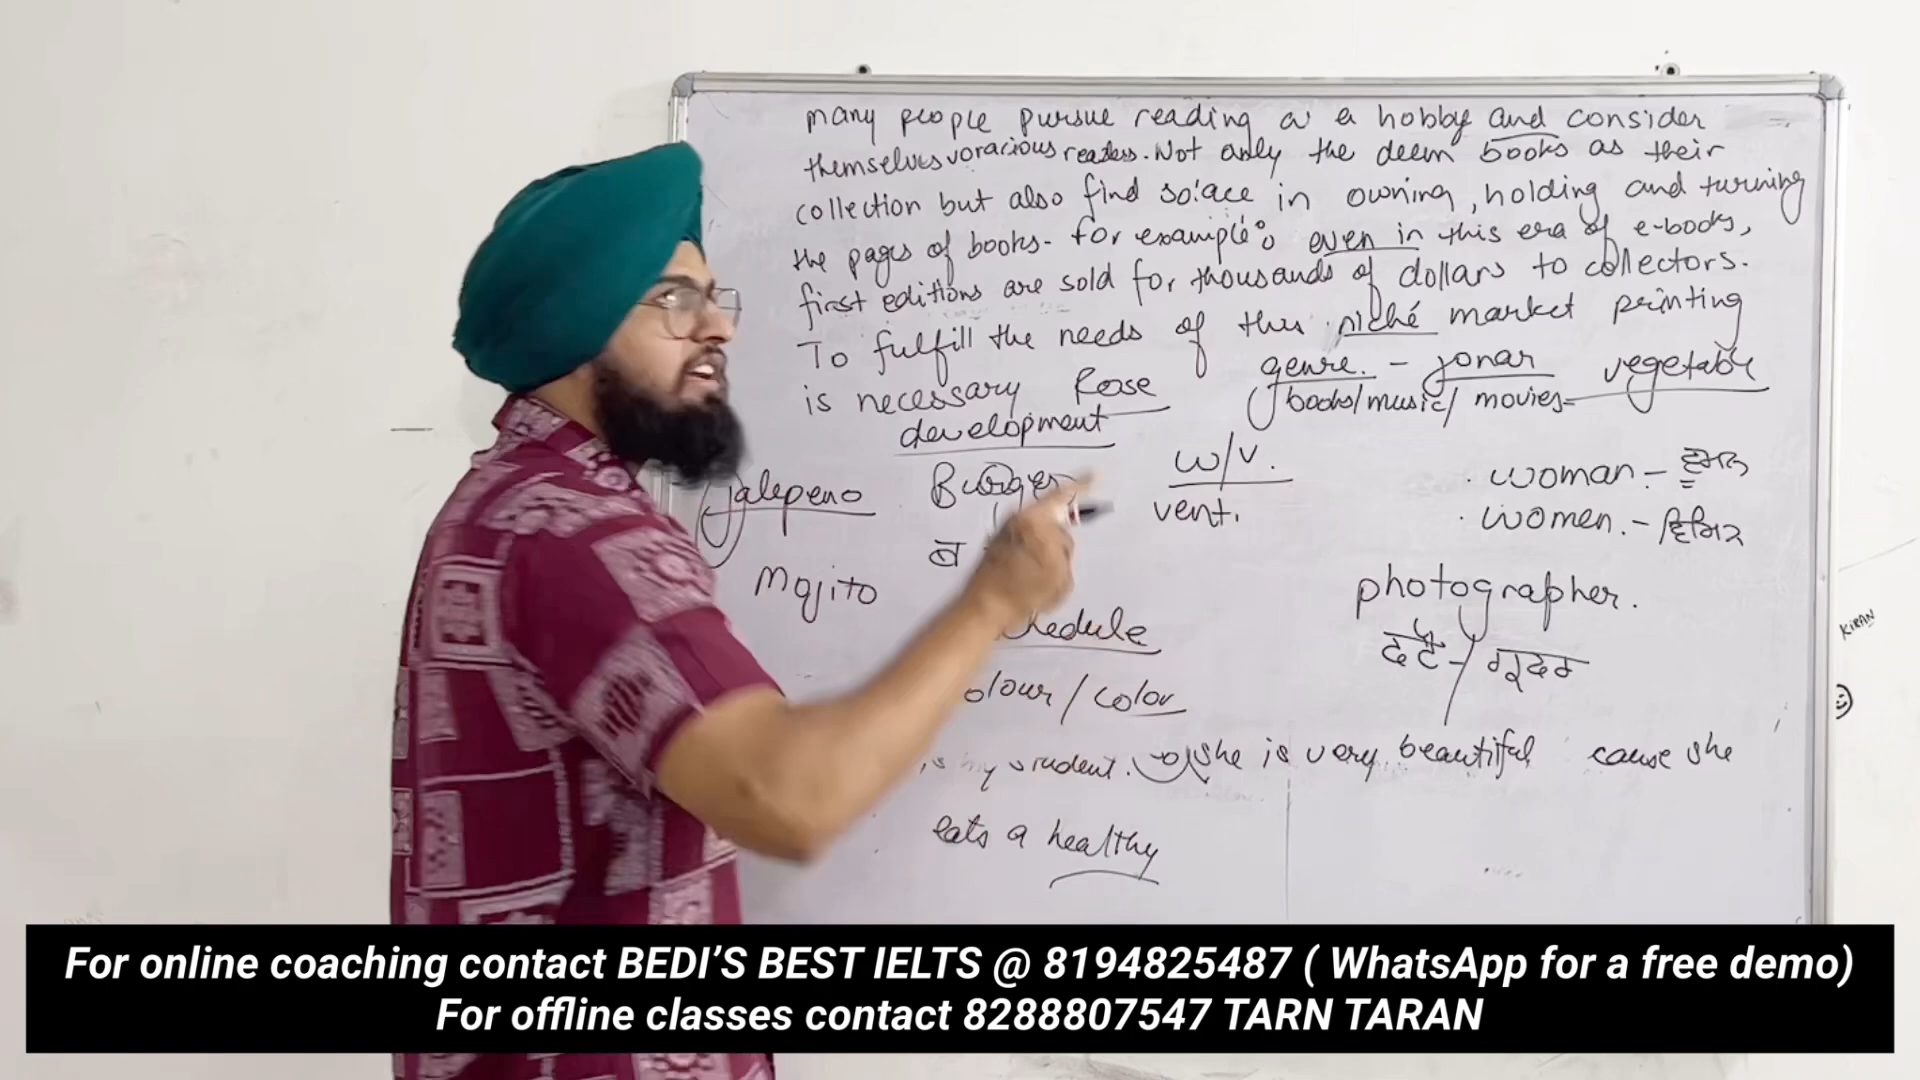 many people pursue reading as a hobby and consider
themselves voracious readers. Not only the deem books as their
collection but also find solace in owning, holding and turning
the pages of books. for example: even in this era of e-books,
first editions are sold for thousands of dollars to collectors.
To fulfill the needs of this niché market printing
is necessary Rose genre. - jonar vegetable
development books/music/ movies
Jalepeno Burger w/v. woman - 
vent. women. - 
ਬ
Mojito photographer.
hedule
olour / color
student. she is very beautiful cause she
eats a healthy
KIRAN
For online coaching contact BEDI'S BEST IELTS @ 8194825487 ( WhatsApp for a free demo)
For offline classes contact 8288807547 TARN TARAN